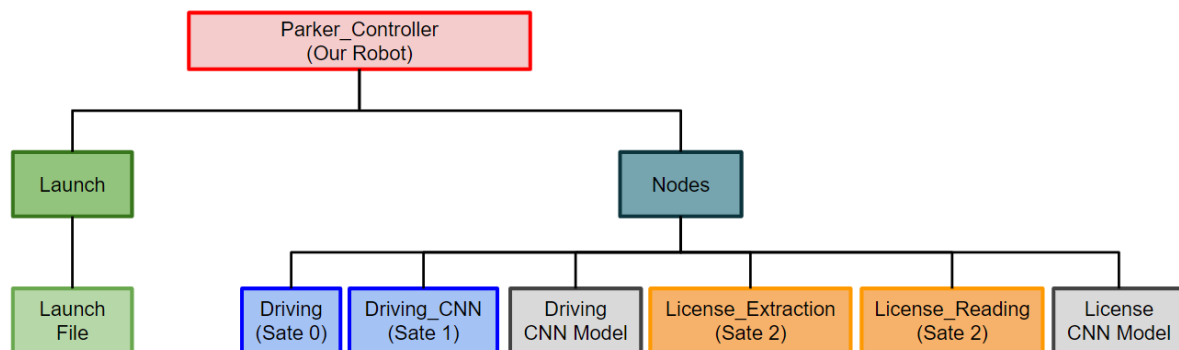 Parker_Controller
(Our Robot)
Launch
Nodes
Launch
File
Driving
(Sate 0)
Driving_CNN
(Sate 1)
Driving
CNN Model
License_Extraction
(Sate 2)
License_Reading
(Sate 2)
License
CNN Model